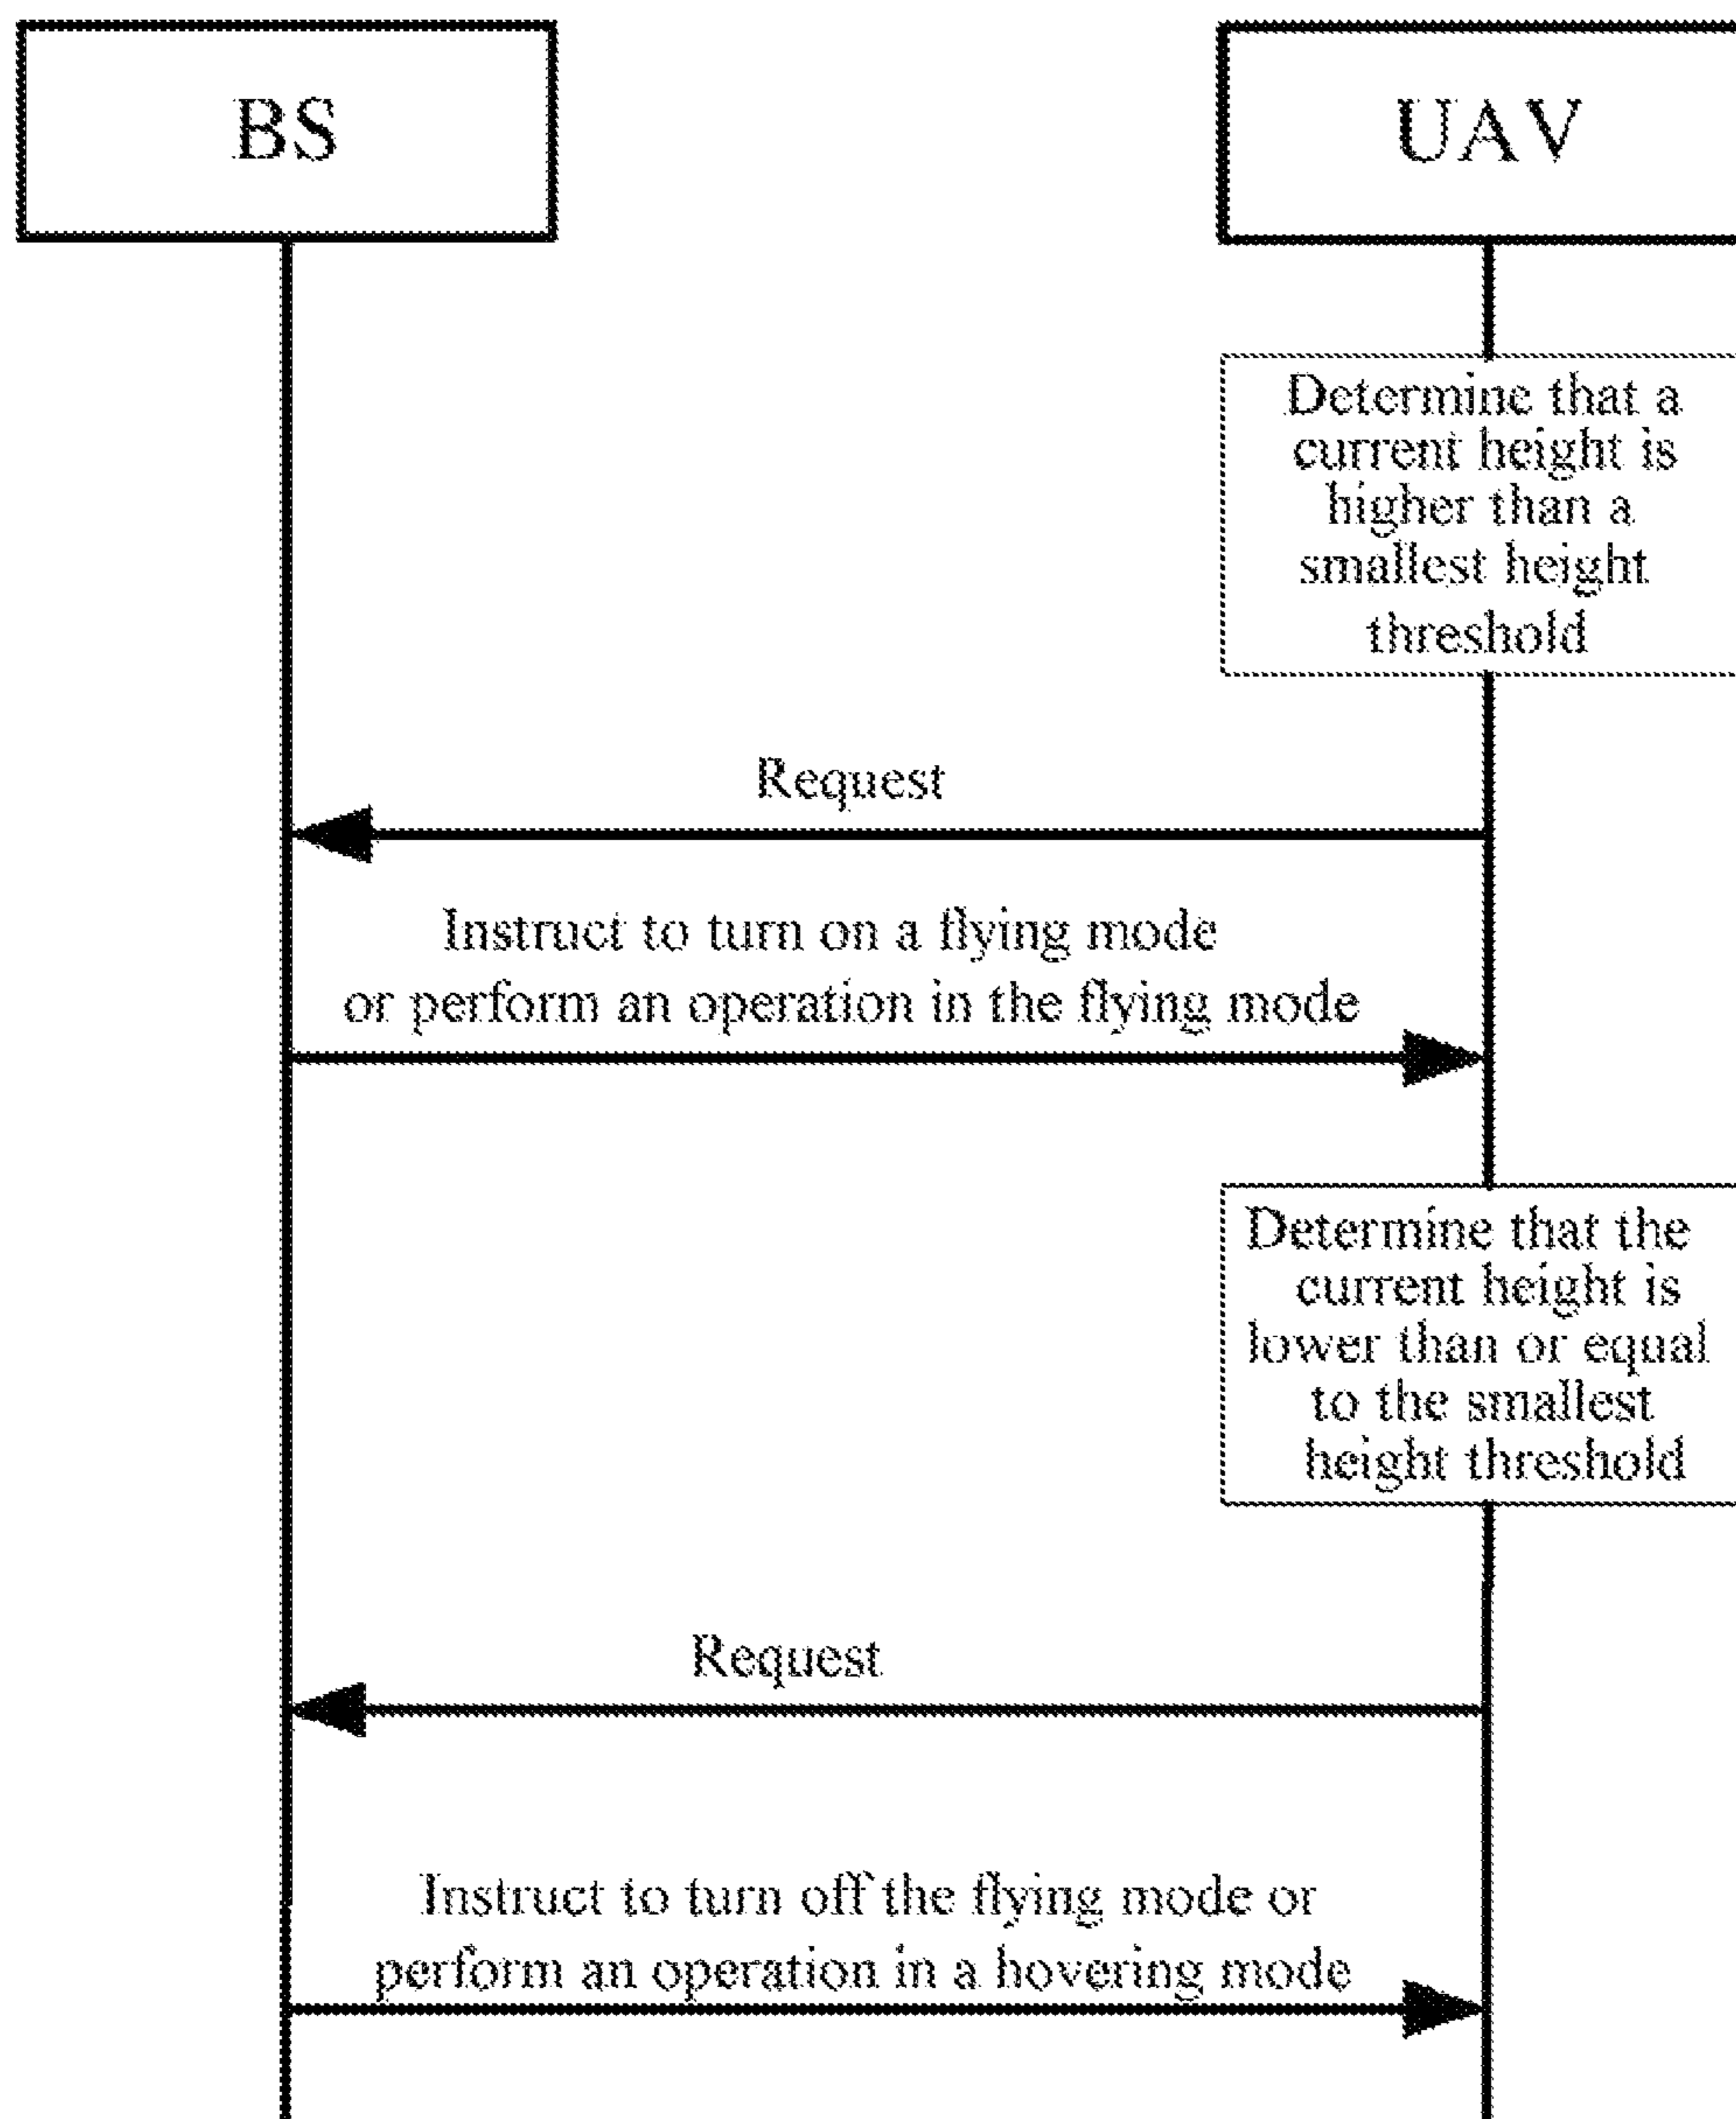 BS
UAV
Determine that a
current height is
higher than a
smallest height
threshold
Request
Instruct to turn on a flying mode
or perform an operation in the flying mode
Determine that the
current height is
lower than or equal
to the smallest
height threshold
Request
Instruct to turn off the flying mode or
perform an operation in a hovering mode